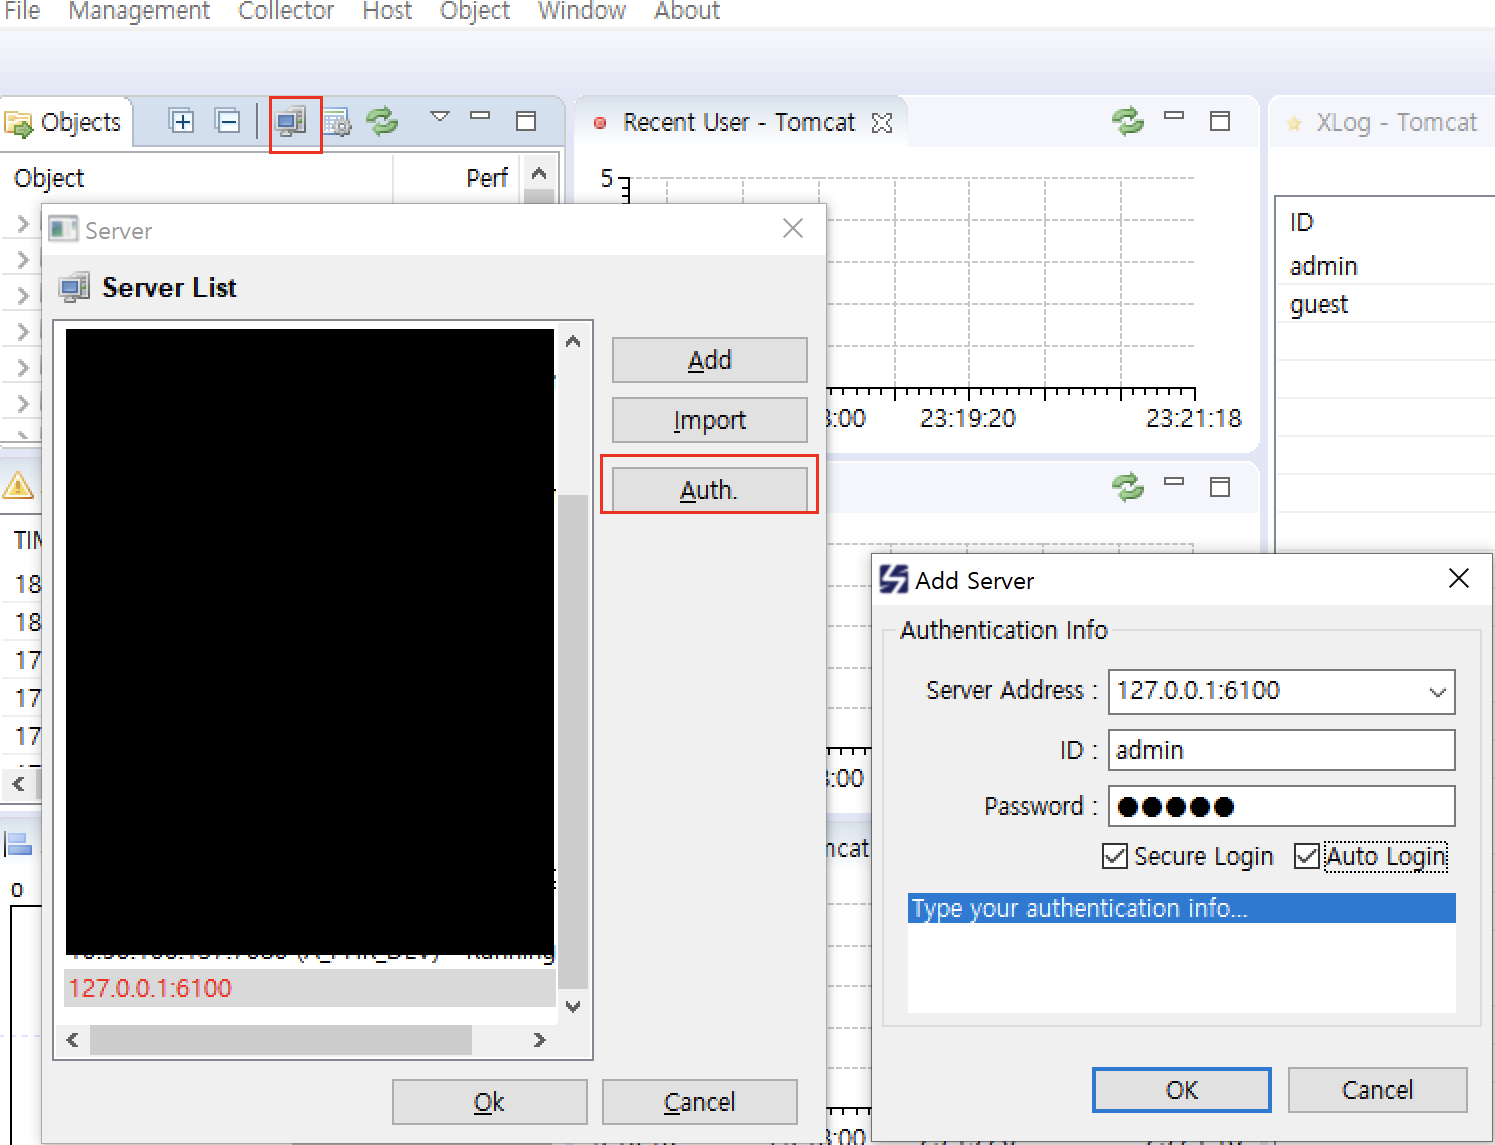 File Management Collector Host Object Window About
Objects
Recent User - Tomcat
XLog - Tomcat
Object Perf
5
ID
admin
guest
3:00 23:19:20 23:21:18
Server
Server List
Add
Import
Auth.
127.0.0.1:6100
Ok
Cancel
18
18
17
17
17
0
3:00
Add Server
Authentication Info
Server Address : 127.0.0.1:6100
ID : admin
Password : ●●●●●
Secure Login Auto Login
Type your authentication info...
OK Cancel